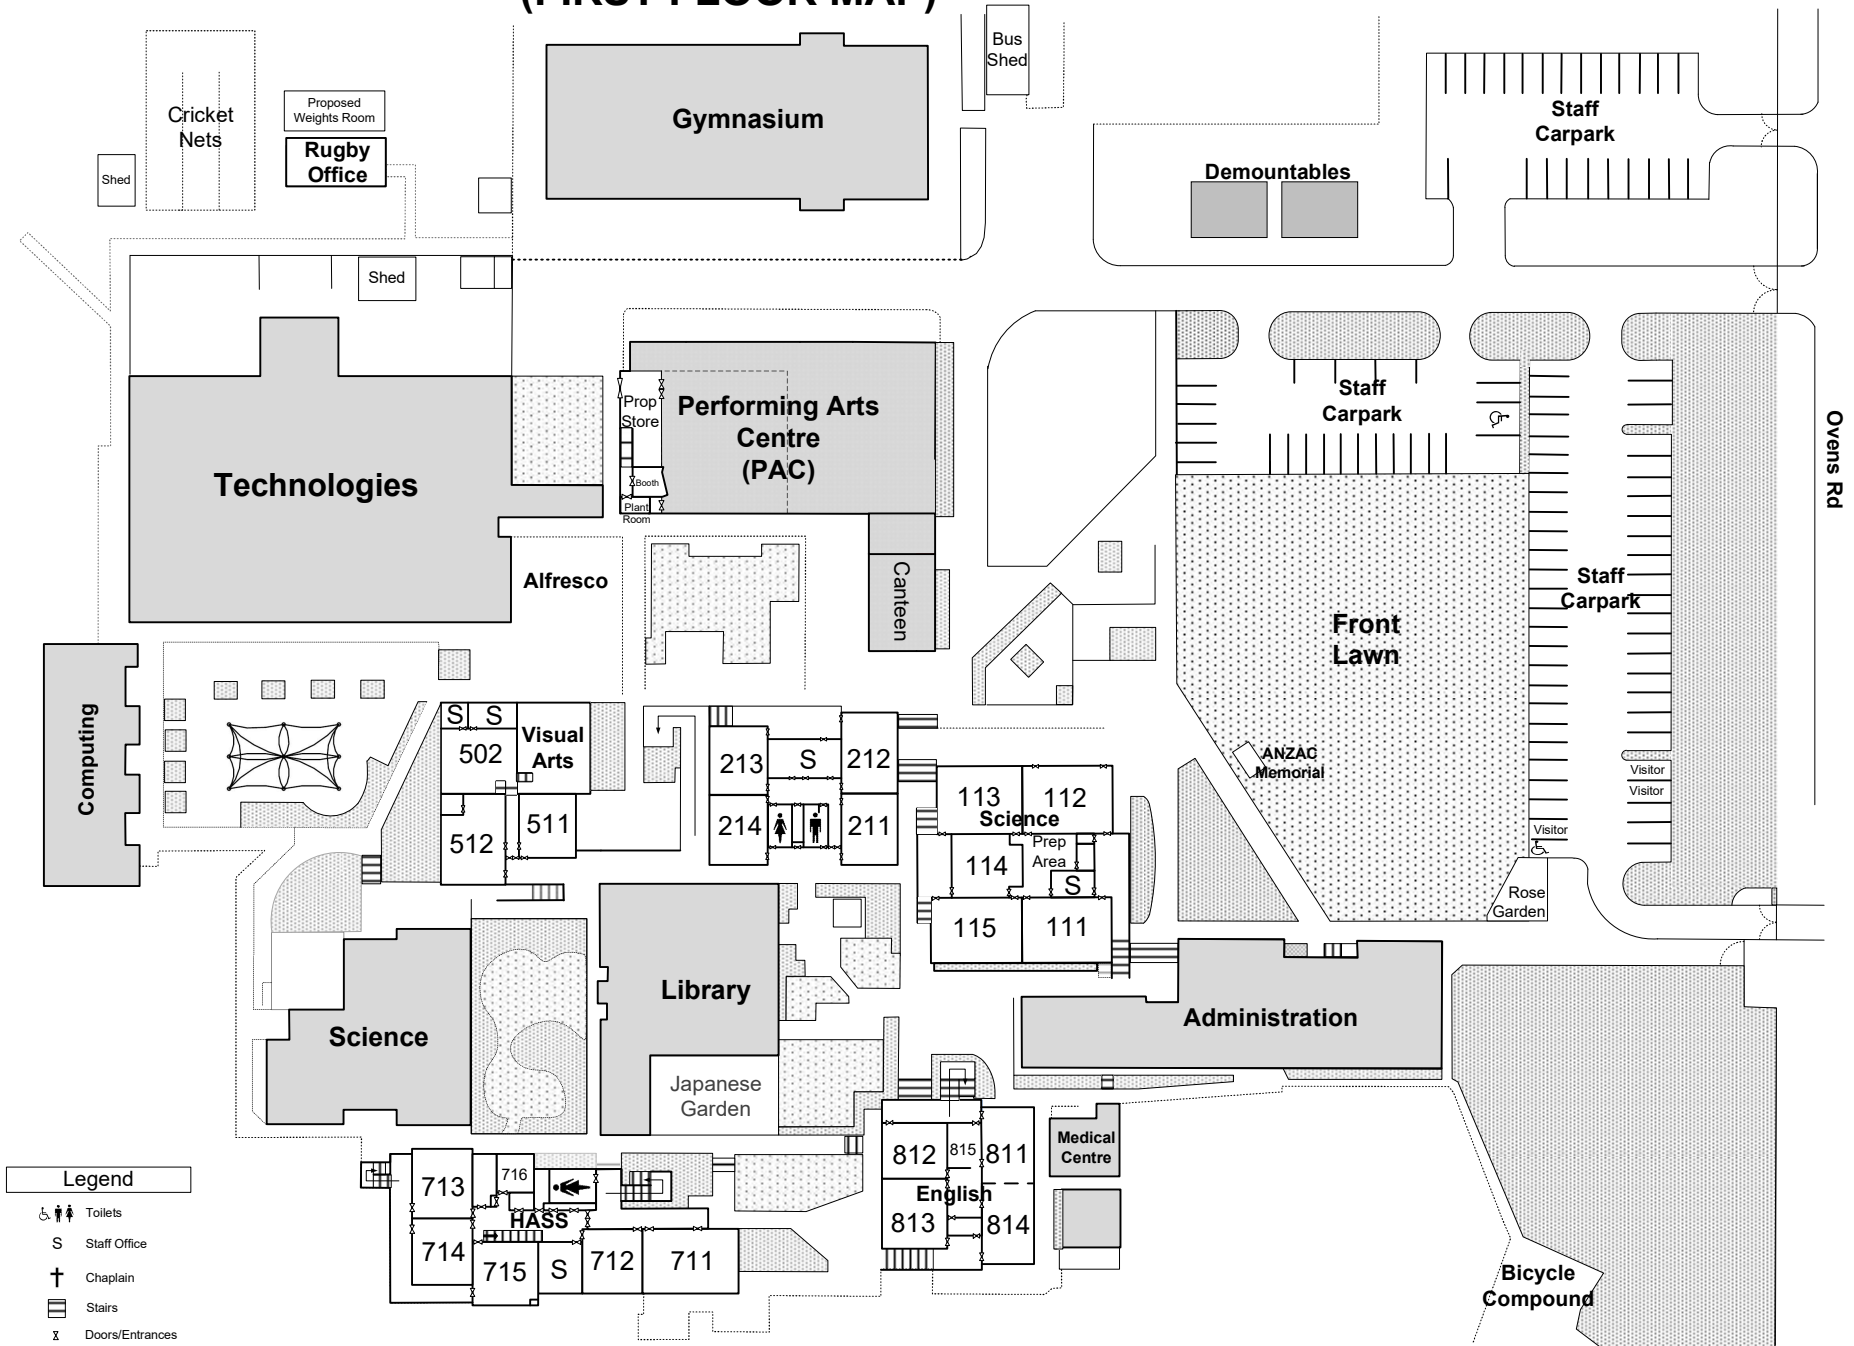 (FIRST FLOOR MAP)
Bus
Shed
Cricket
Nets
Proposed
Weights Room
Rugby
Office
Shed
Gymnasium
Staff
Carpark
Demountables
Shed
Technologies
Prop
Store
Booth
Plant
Room
Performing Arts
Centre
(PAC)
Canteen
Alfresco
Staff
Carpark
Ovens Rd
Staff
Carpark
Front
Lawn
ANZAC
Memorial
Visitor
Visitor
Visitor
Rose
Garden
Computing
S
S
502
Visual
Arts
512
511
213
S
212
214
211
113
112
Science
114
Prep
Area
S
115
111
Library
Science
Japanese
Garden
Administration
812
815
811
English
813
814
Medical
Centre
713
716
HASS
714
715
S
712
711
Bicycle
Compound
Legend
Toilets
S
Staff Office
Chaplain
Stairs
Doors/Entrances